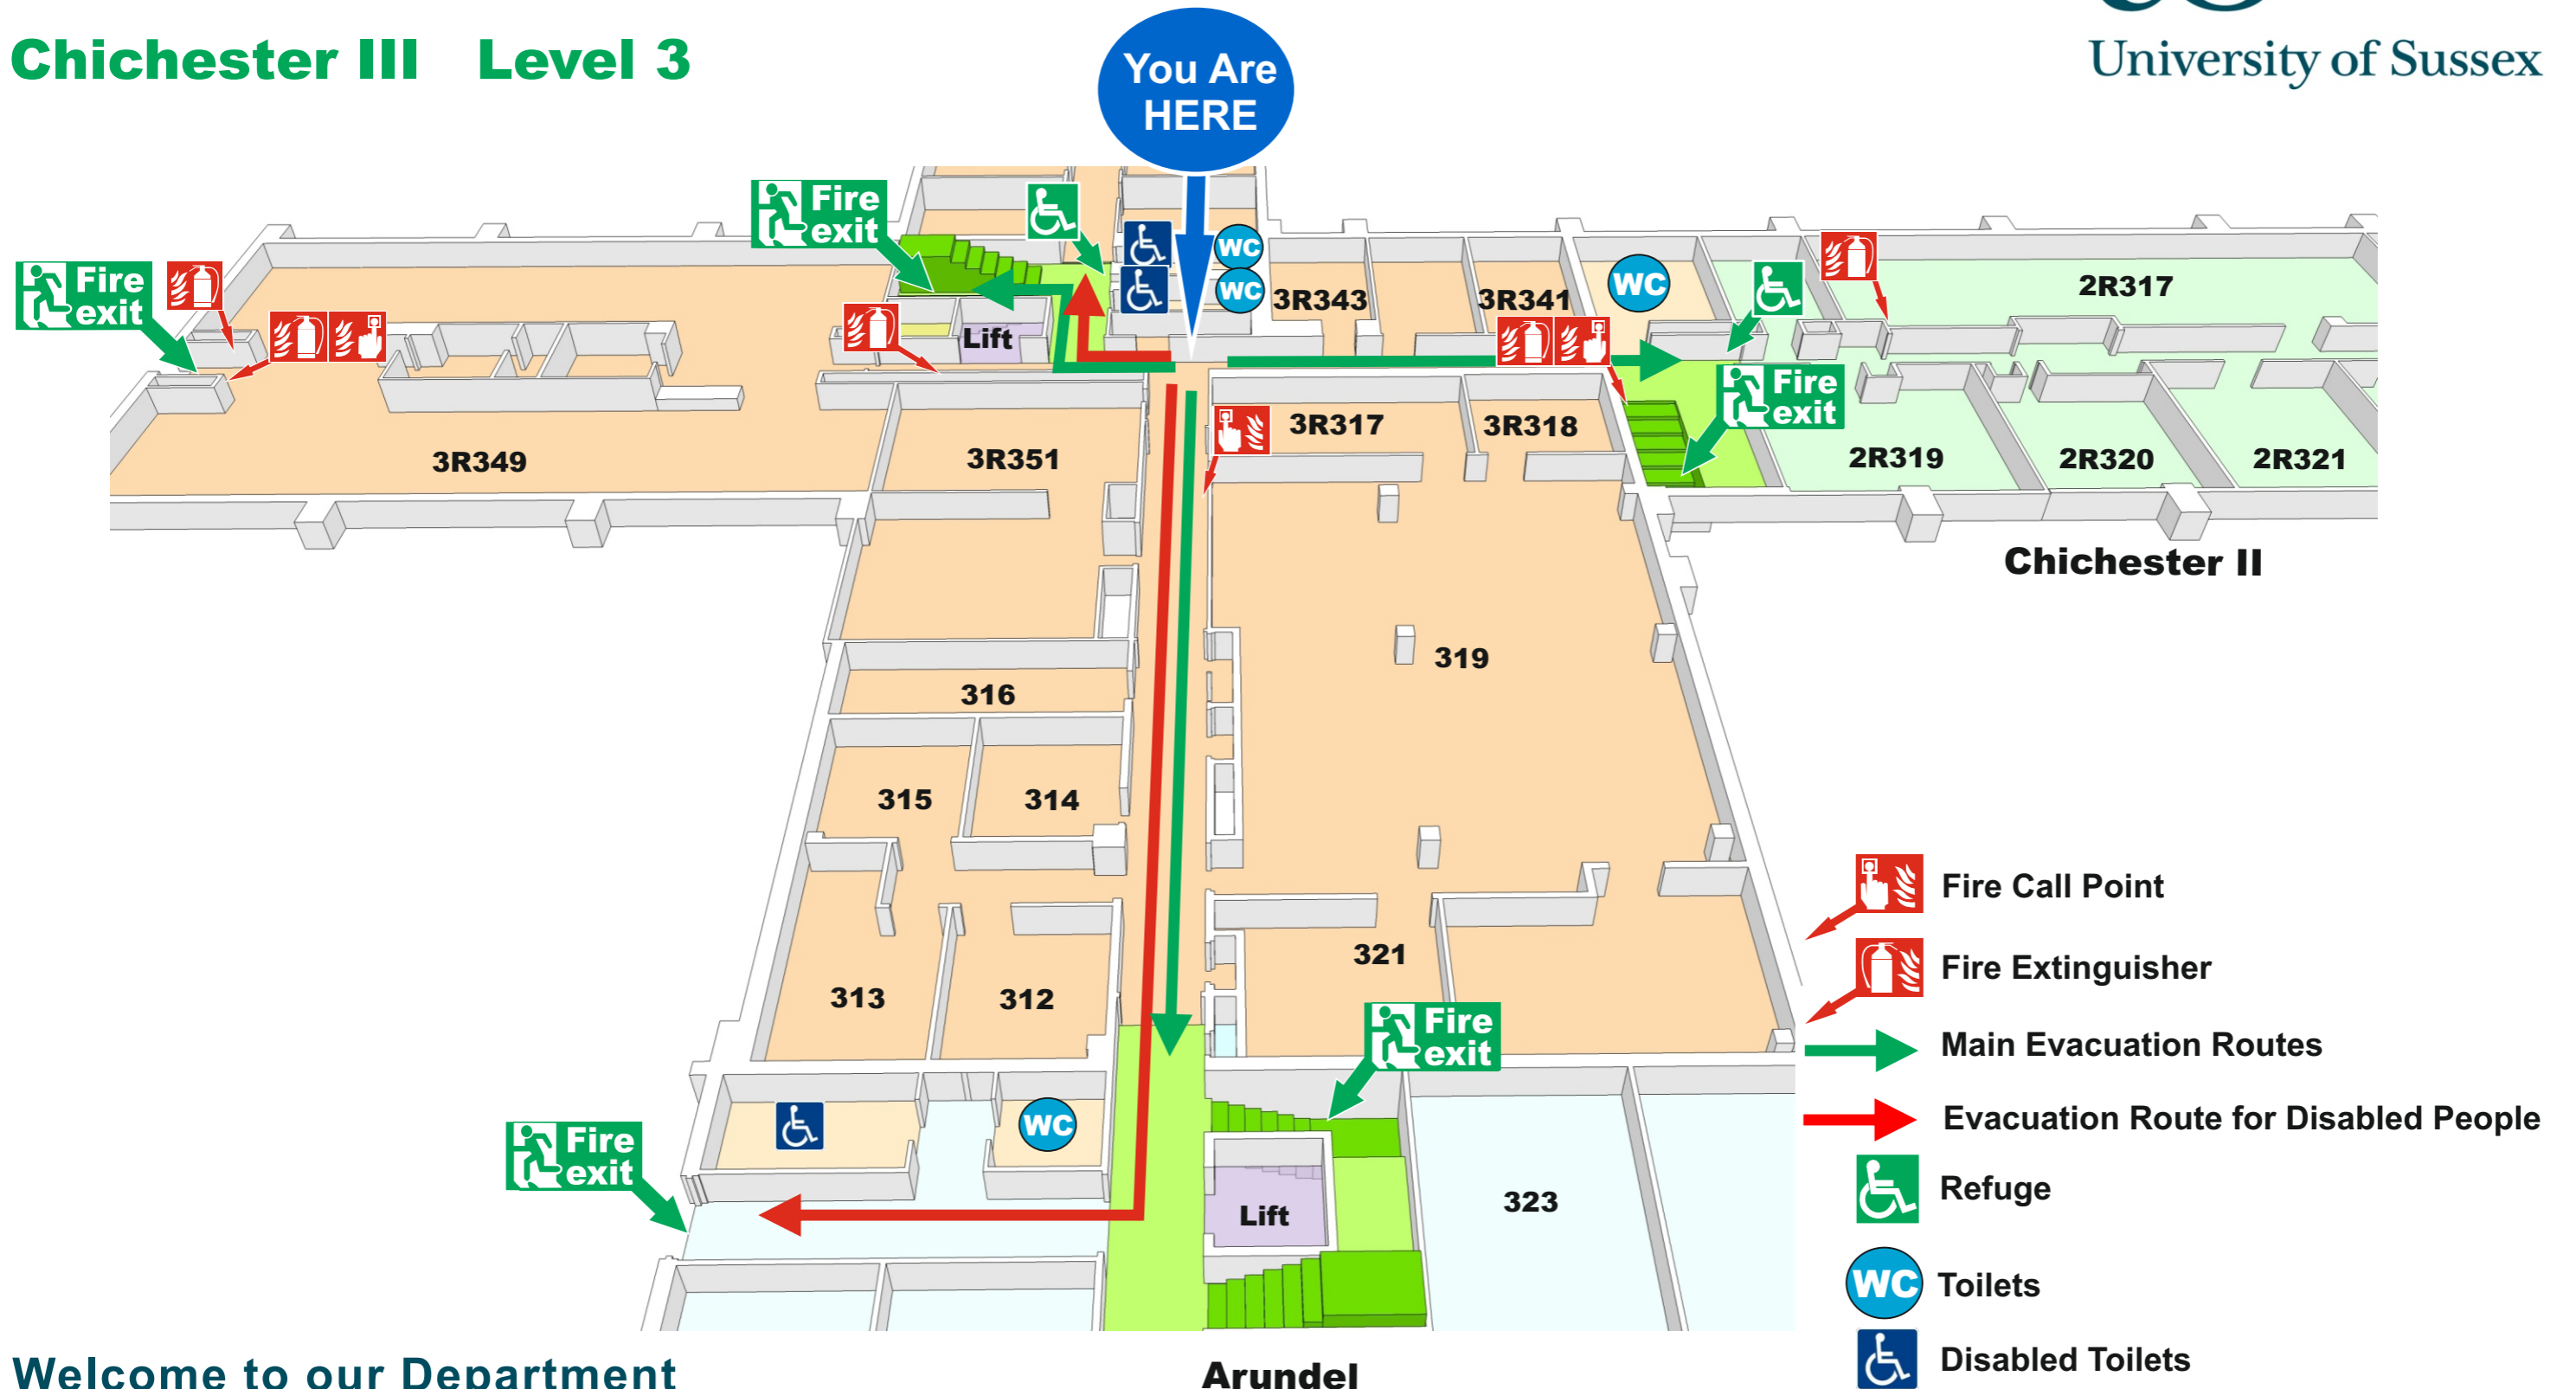 Chichester III Level 3
You Are
HERE
University of Sussex
Fire
exit
Fire
exit
WC
WC
3R343
3R341
WC
2R317
Lift
3R349
3R351
3R317
3R318
Fire
exit
2R319
2R320
2R321
Chichester II
319
316
315
314
313
312
321
Fire
exit
WC
Fire
exit
Lift
323
Fire Call Point
Fire Extinguisher
Main Evacuation Routes
Evacuation Route for Disabled People
Refuge
WC Toilets
Disabled Toilets
Welcome to our Department
Arundel